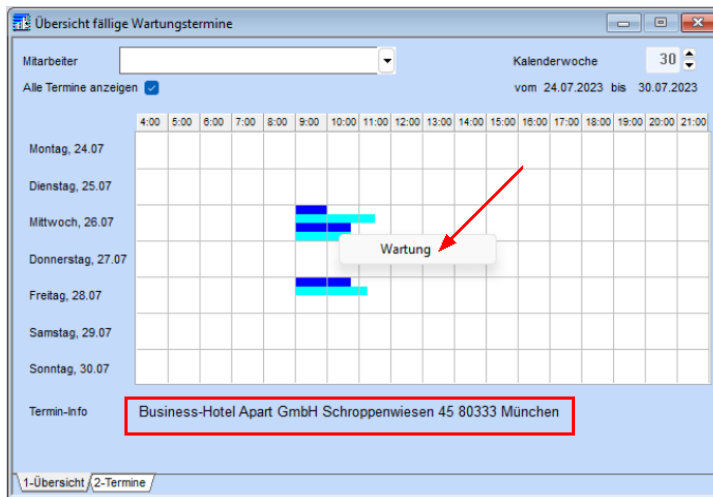 Übersicht fällige Wartungstermine
Mitarbeiter
Kalenderwoche 30
Alle Termine anzeigen
vom 24.07.2023 bis 30.07.2023
4:00 5:00 6:00 7:00 8:00 9:00 10:00 11:00 12:00 13:00 14:00 15:00 16:00 17:00 18:00 19:00 20:00 21:00
Montag, 24.07
Dienstag, 25.07
Mittwoch, 26.07
Wartung
Donnerstag, 27.07
Freitag, 28.07
Samstag, 29.07
Sonntag, 30.07
Termin-Info Business-Hotel Apart GmbH Schroppenwiesen 45 80333 München
1-Übersicht 2-Termine